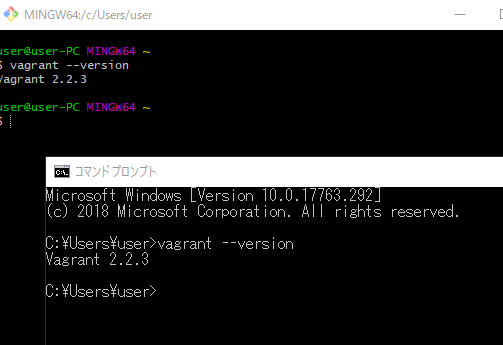 MINGW64:/c/Users/user
user@user-PC MINGW64 ~
$ vagrant --version
Vagrant 2.2.3
user@user-PC MINGW64 ~
$
コマンドプロンプト
Microsoft Windows [Version 10.0.17763.292]
(c) 2018 Microsoft Corporation. All rights reserved.
C:¥Users¥user>vagrant --version
Vagrant 2.2.3
C:¥Users¥user>